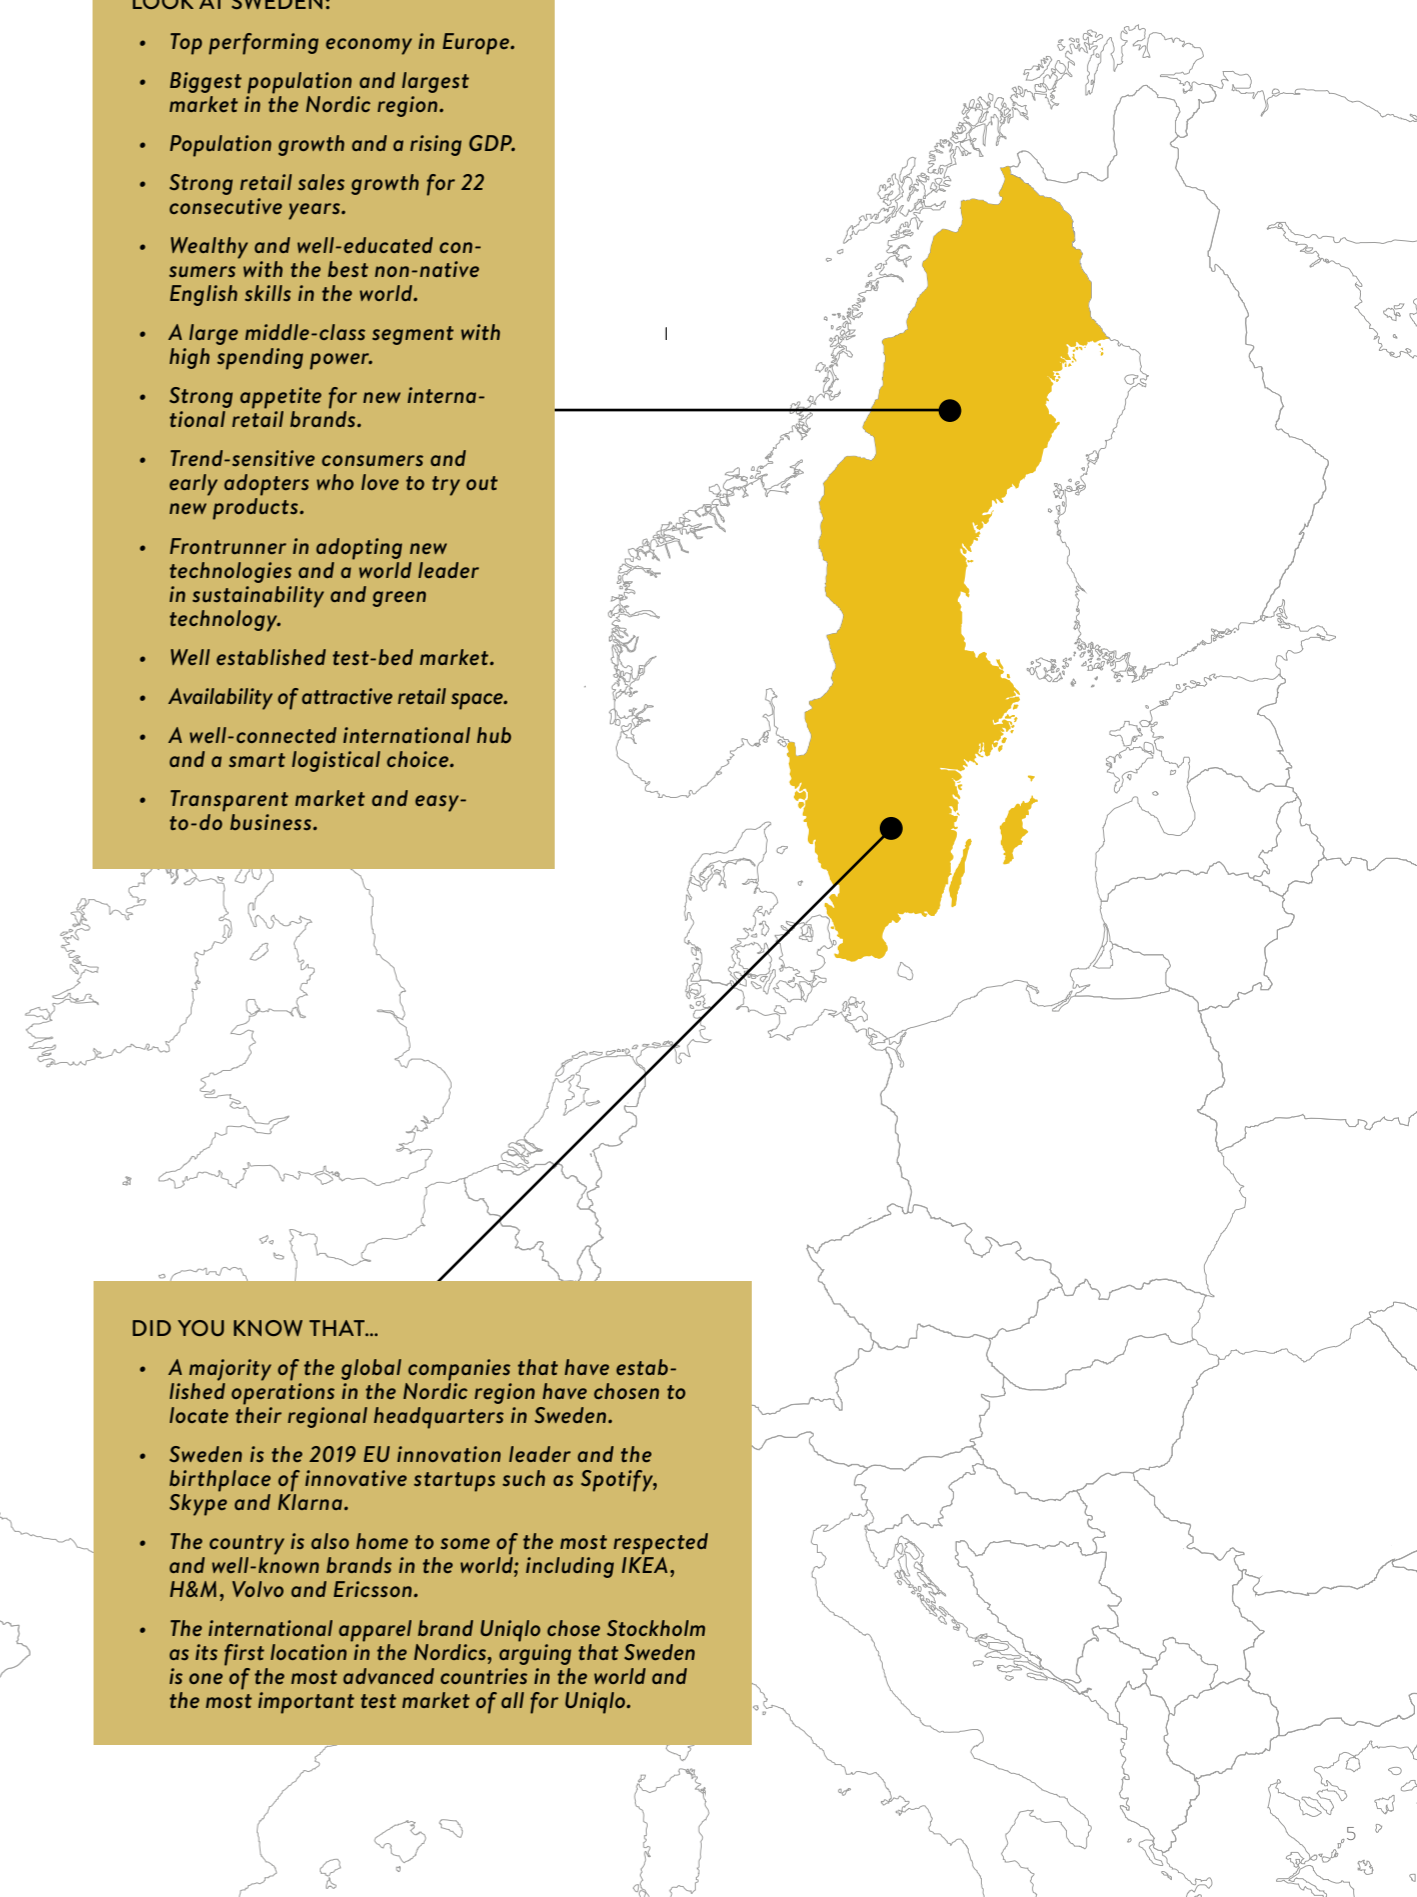 LOOK AT SWEDEN:
• Top performing economy in Europe.
• Biggest population and largest
market in the Nordic region.
• Population growth and a rising GDP.
• Strong retail sales growth for 22
consecutive years.
• Wealthy and well-educated con-
sumers with the best non-native
English skills in the world.
• A large middle-class segment with
high spending power.
• Strong appetite for new interna-
tional retail brands.
• Trend-sensitive consumers and
early adopters who love to try out
new products.
• Frontrunner in adopting new
technologies and a world leader
in sustainability and green
technology.
• Well established test-bed market.
• Availability of attractive retail space.
• A well-connected international hub
and a smart logistical choice.
• Transparent market and easy-
to-do business.
DID YOU KNOW THAT...
• A majority of the global companies that have estab-
lished operations in the Nordic region have chosen to
locate their regional headquarters in Sweden.
• Sweden is the 2019 EU innovation leader and the
birthplace of innovative startups such as Spotify,
Skype and Klarna.
• The country is also home to some of the most respected
and well-known brands in the world; including IKEA,
H&M, Volvo and Ericsson.
• The international apparel brand Uniqlo chose Stockholm
as its first location in the Nordics, arguing that Sweden
is one of the most advanced countries in the world and
the most important test market of all for Uniqlo.
5